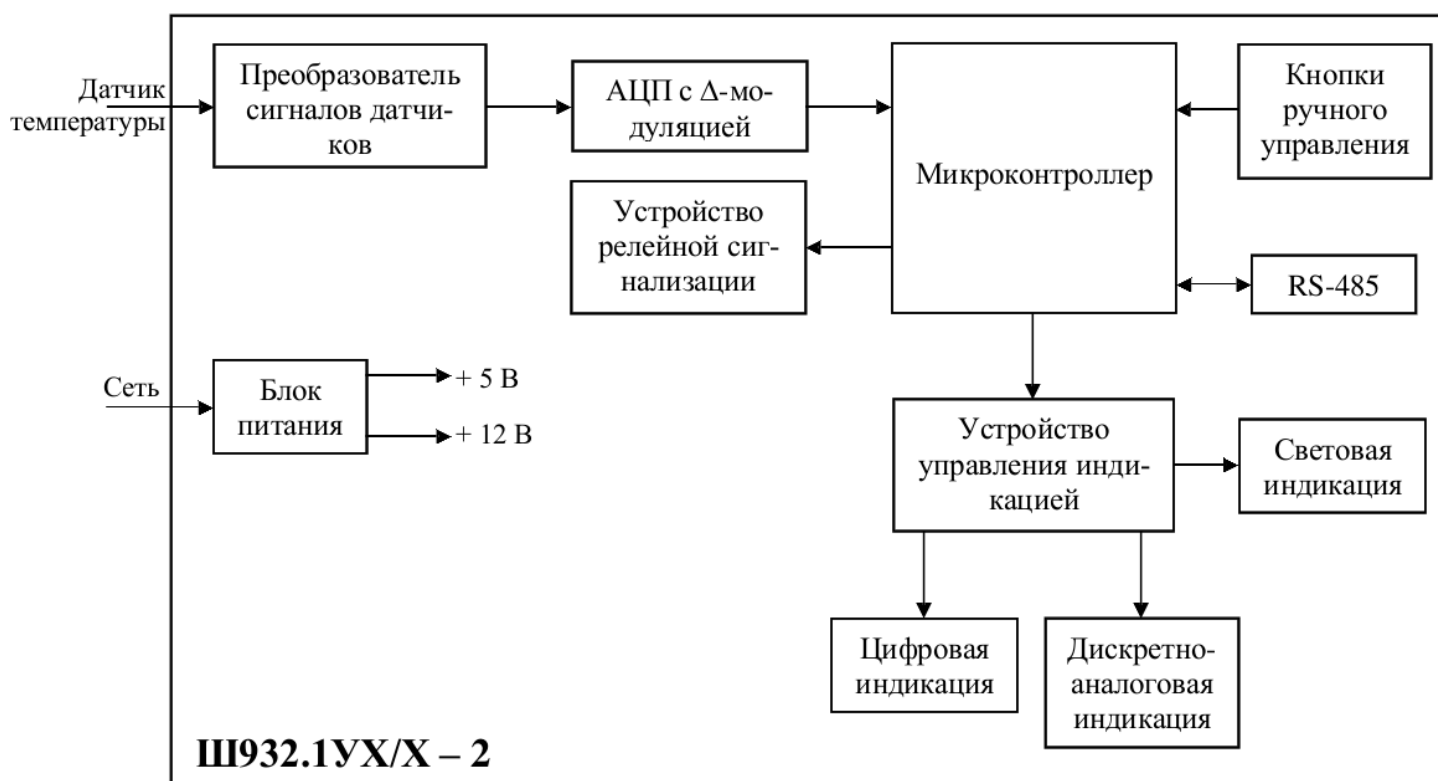 Датчик
температуры
Преобразователь
сигналов датчи-
ков
АЦП с Δ-мо-
дуляцией
Микроконтроллер
Кнопки
ручного
управления
Устройство
релейной сиг-
нализации
RS-485
Сеть
Блок
питания
+ 5 В
+ 12 В
Устройство
управления инди-
кацией
Световая
индикация
Цифровая
индикация
Дискретно-
аналоговая
индикация
Ш932.1УХ/Х – 2